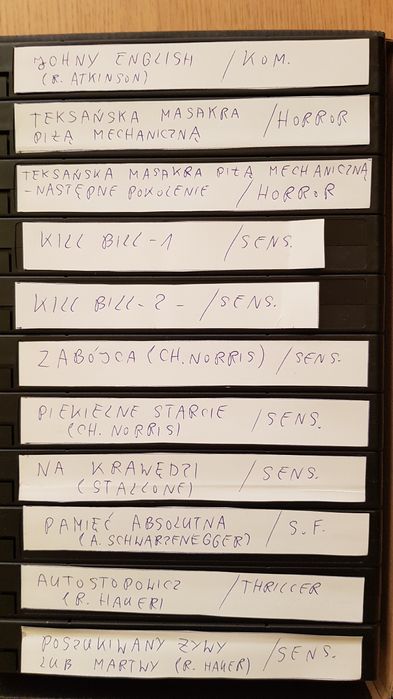 JOHNY ENGLISH /KOM.
(R. ATKINSON)
TEKSAŃSKA MASAKRA /HORROR
PIŁĄ MECHANICZNĄ
TEKSAŃSKA MASAKRA PIŁĄ MECHANICZNĄ
-NASTĘPNE POKOLENIE /HORROR
KILL BILL-1 /SENS.
KILL BILL-2- /SENS.
ZABÓJCA (CH. NORRIS) /SENS.
PIEKIELNE STARCIE /SENS.
(CH. NORRIS)
NA KRAWĘDZI /SENS.
(STALLONE)
PAMIĘĆ ABSOLUTNA /S.F.
(A. SCHWARZENEGGER)
AUTOSTOPOWICZ /THRILLER
(R. HAUER)
POSZUKIWANY ŻYWY /SENS.
LUB MARTWY (R. HAUER)